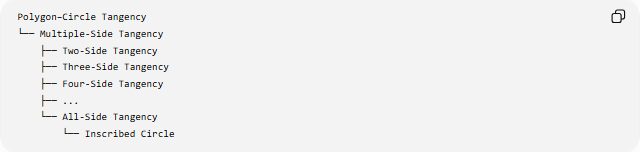 Polygon–Circle Tangency
└── Multiple-Side Tangency
    ├── Two-Side Tangency
    ├── Three-Side Tangency
    ├── Four-Side Tangency
    ├── ...
    └── All-Side Tangency
        └── Inscribed Circle